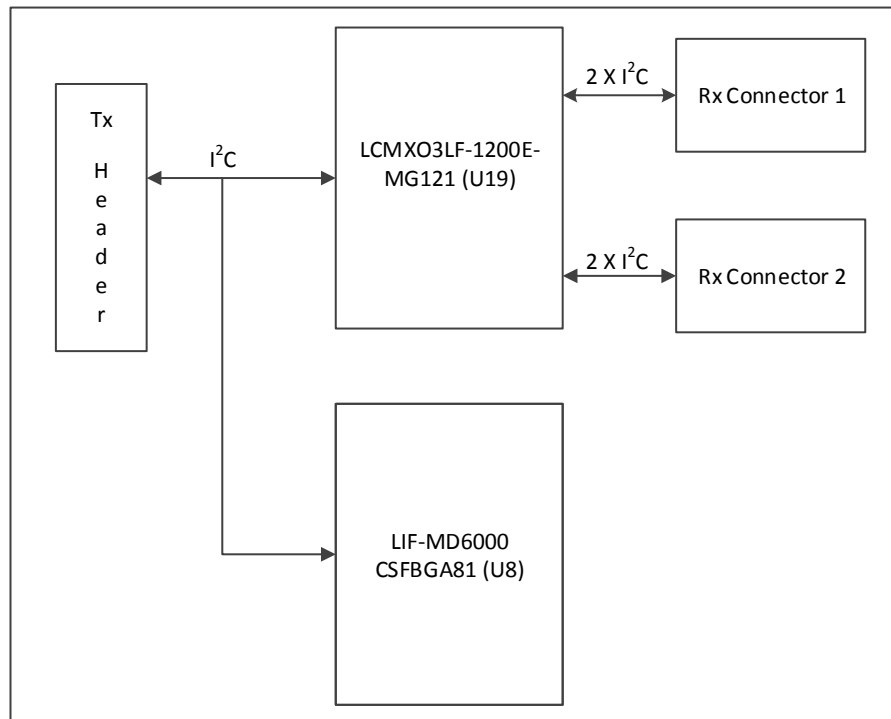 Tx
H
e
a
d
e
r
I²C
LCMXO3LF-1200E-
MG121 (U19)
2 X I²C
Rx Connector 1
2 X I²C
Rx Connector 2
LIF-MD6000
CSFBGA81 (U8)